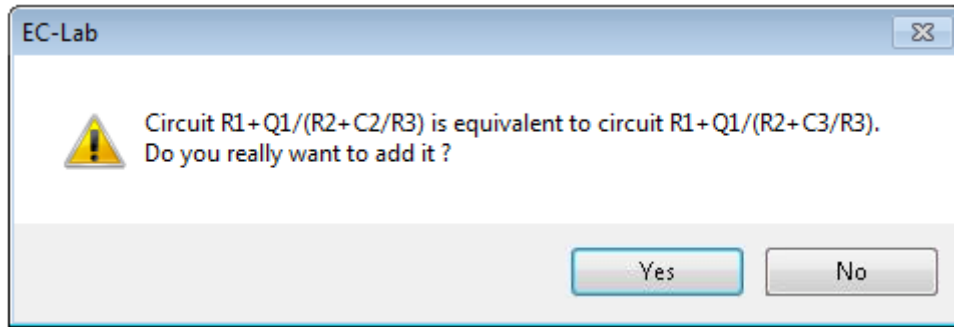 EC-Lab
Circuit R1+Q1/(R2+C2/R3) is equivalent to circuit R1+Q1/(R2+C3/R3).
Do you really want to add it ?
Yes
No